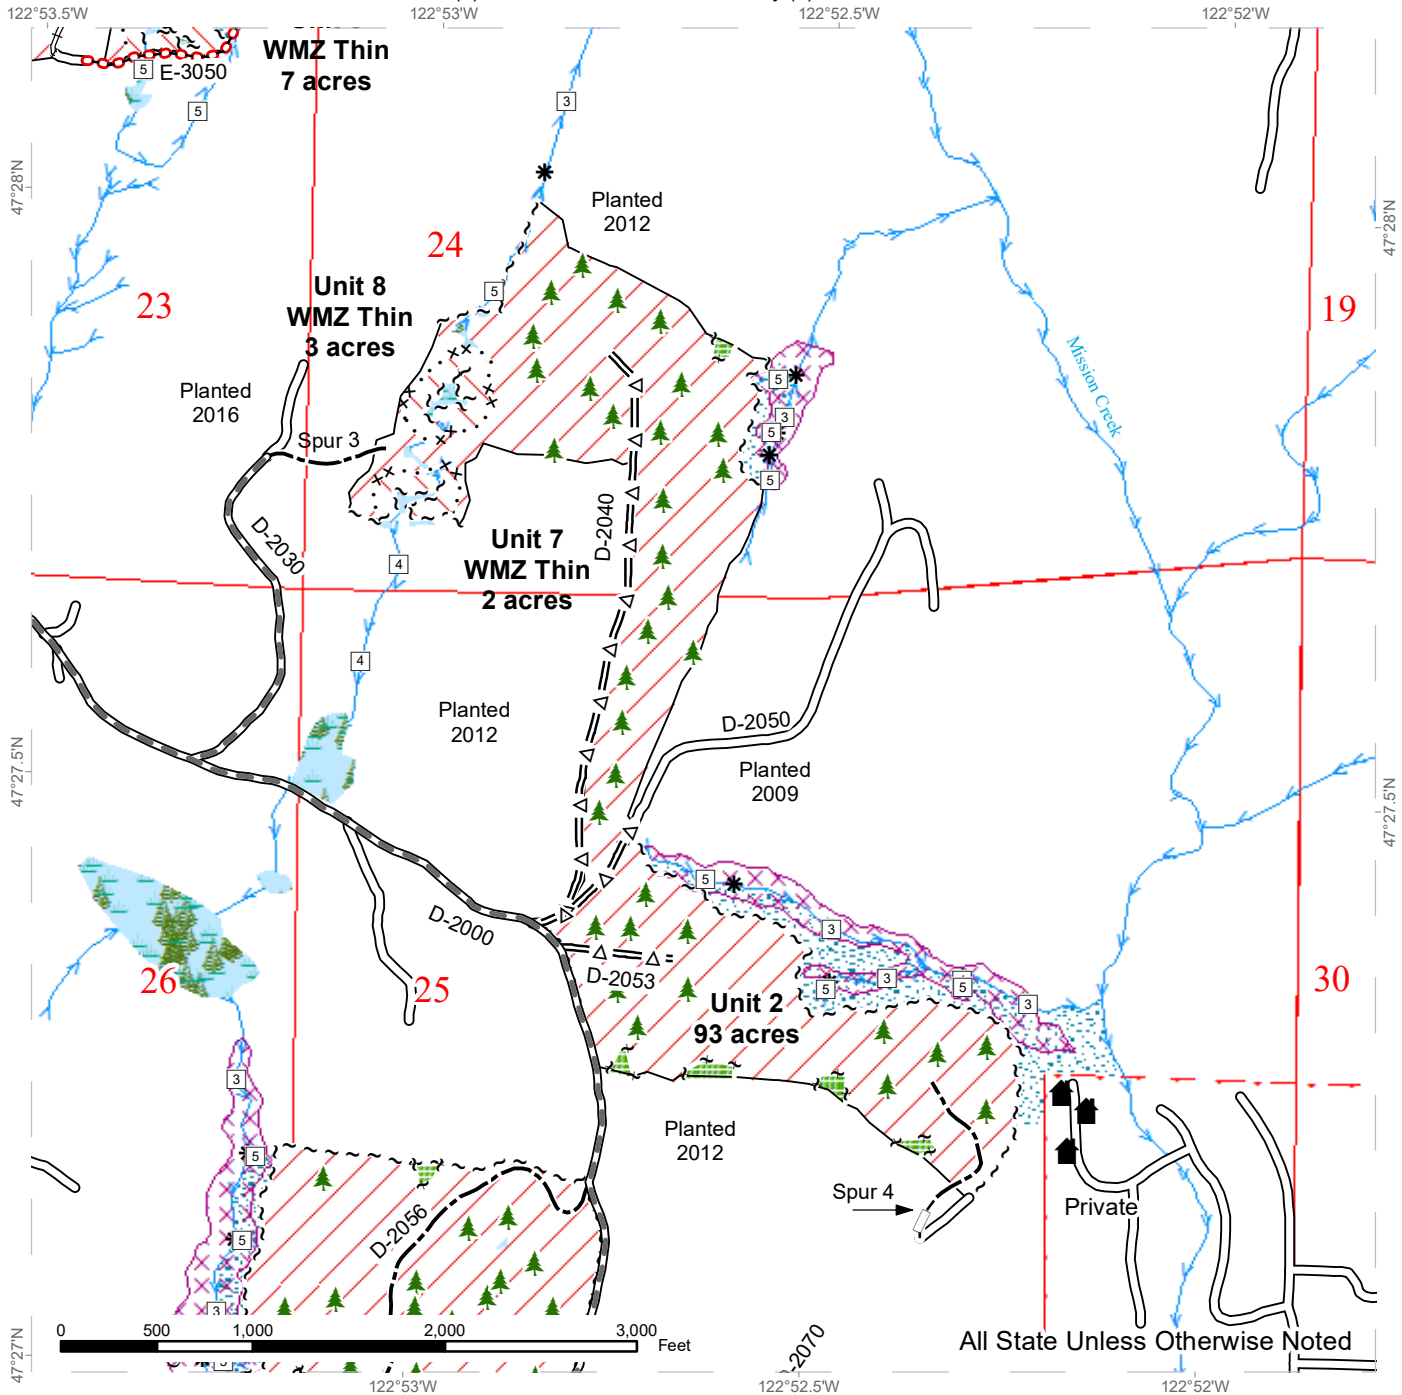 122°53.5'W
122°53'W
122°52.5'W
122°52'W
WMZ Thin
7 acres
E-3050
5
5
3
47°28'N
47°28'N
Planted
2012
24
23
19
Unit 8
WMZ Thin
3 acres
5
Planted
2016
Spur 3
5
3
5
5
Mission Creek
D-2030
D-2040
Unit 7
WMZ Thin
2 acres
4
4
Planted
2012
D-2050
Planted
2009
47°27.5'N
47°27.5'N
5
3
D-2000
D-2053
3
5
5
3
26
25
30
Unit 2
93 acres
3
Planted
2012
5
Spur 4
Private
D-2056
5
3
0
500
1,000
2,000
3,000
Feet
All State Unless Otherwise Noted
-2070
47°27'N
122°53'W
122°52.5'W
122°52'W